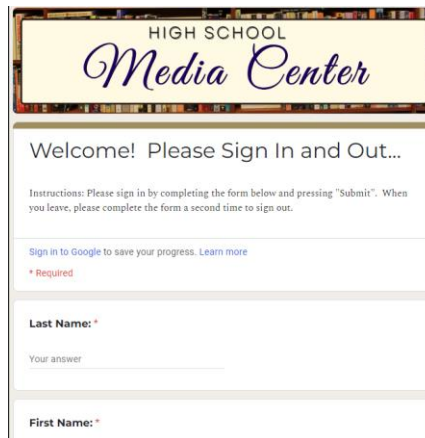 HIGH SCHOOL
Media Center
Welcome! Please Sign In and Out...
Instructions: Please sign in by completing the form below and pressing "Submit". When
you leave, please complete the form a second time to sign out.
Sign in to Google to save your progress. Learn more
* Required
Last Name: *
Your answer
First Name: *